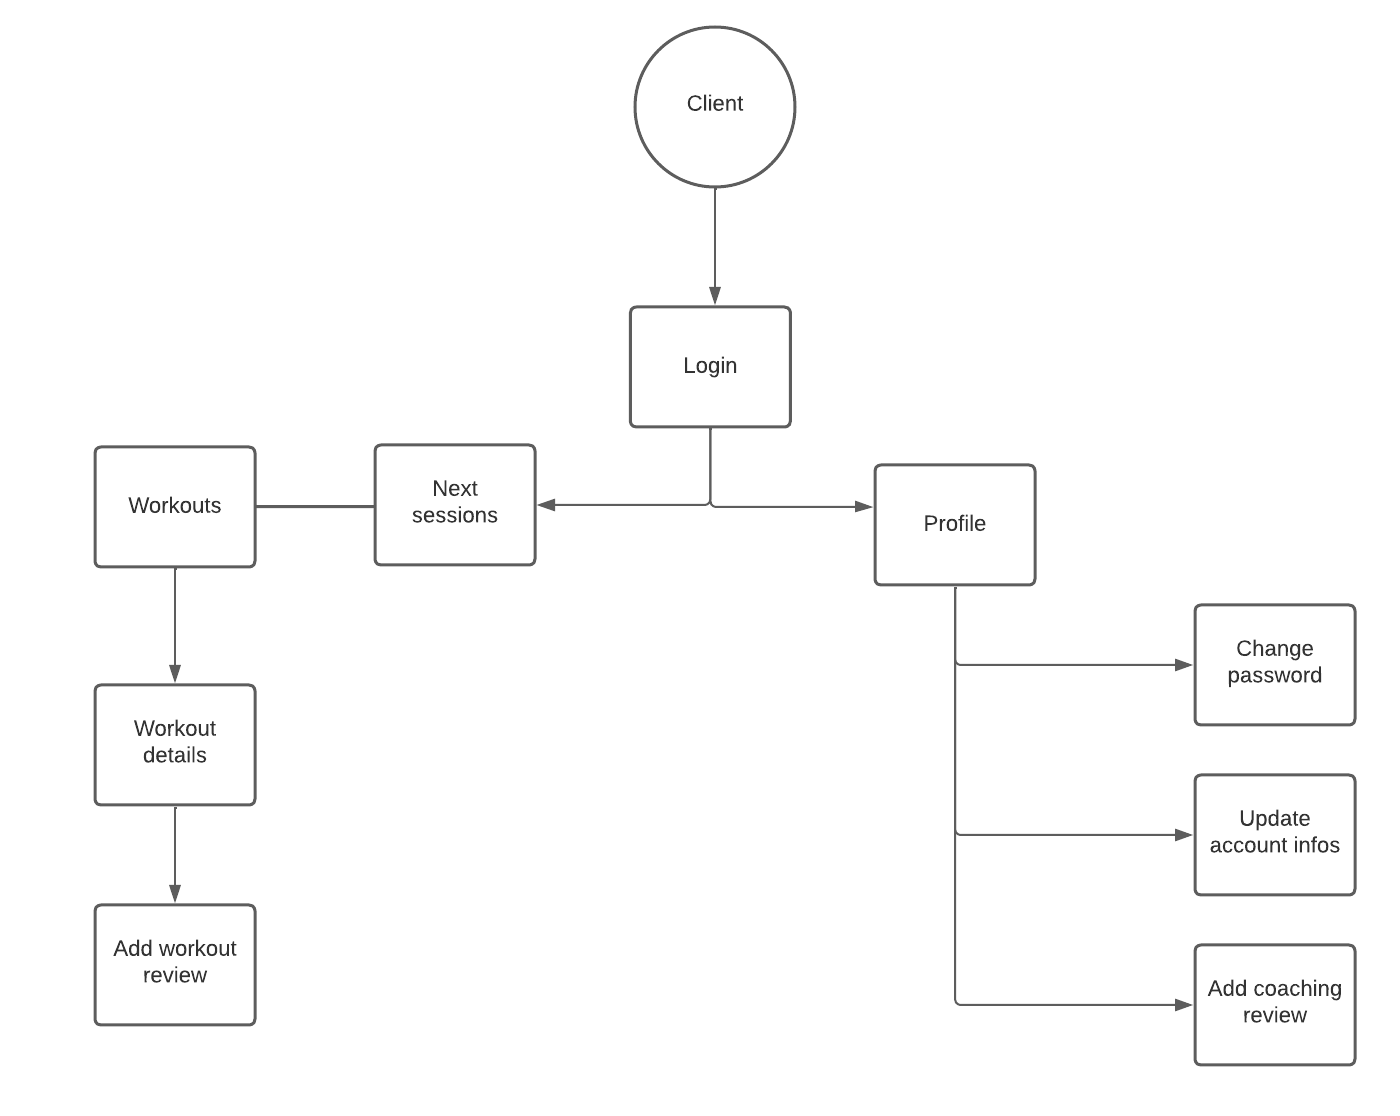 Client
Login
Workouts
Next
sessions
Profile
Change
password
Workout
details
Update
account infos
Add workout
review
Add coaching
review